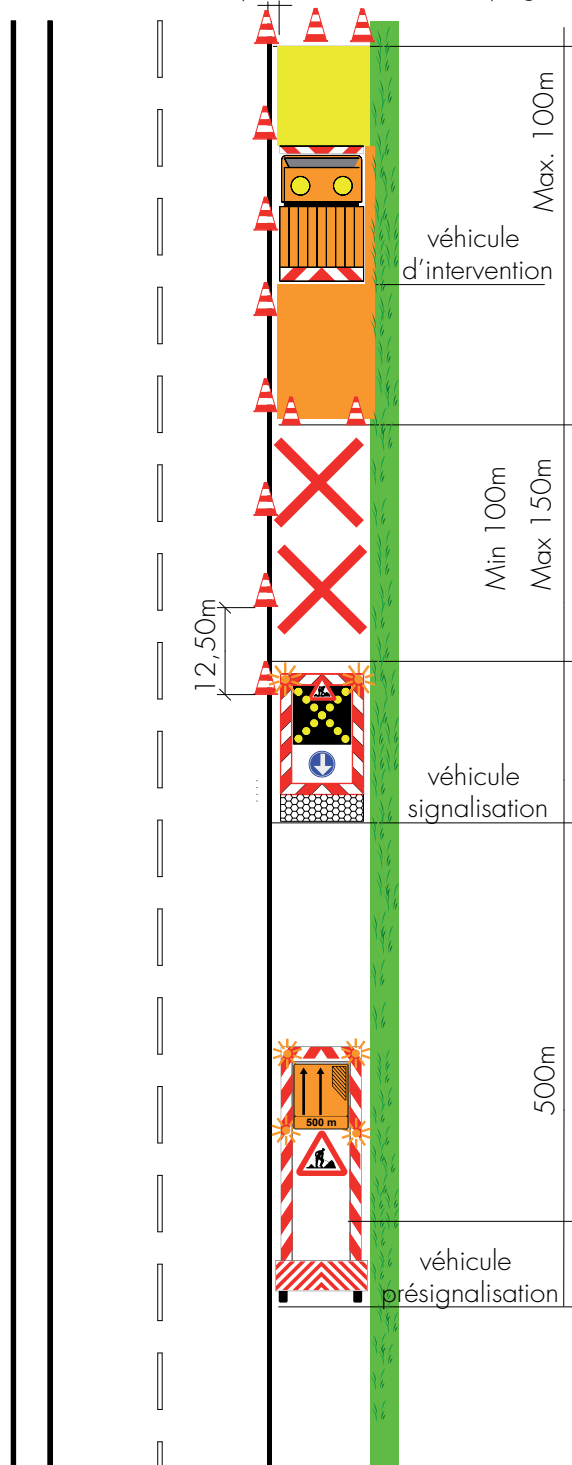 Max. 100m
véhicule
d'intervention
Min 100m
Max 150m
12,50m
véhicule
signalisation
500 m
500m
véhicule
présignalisation